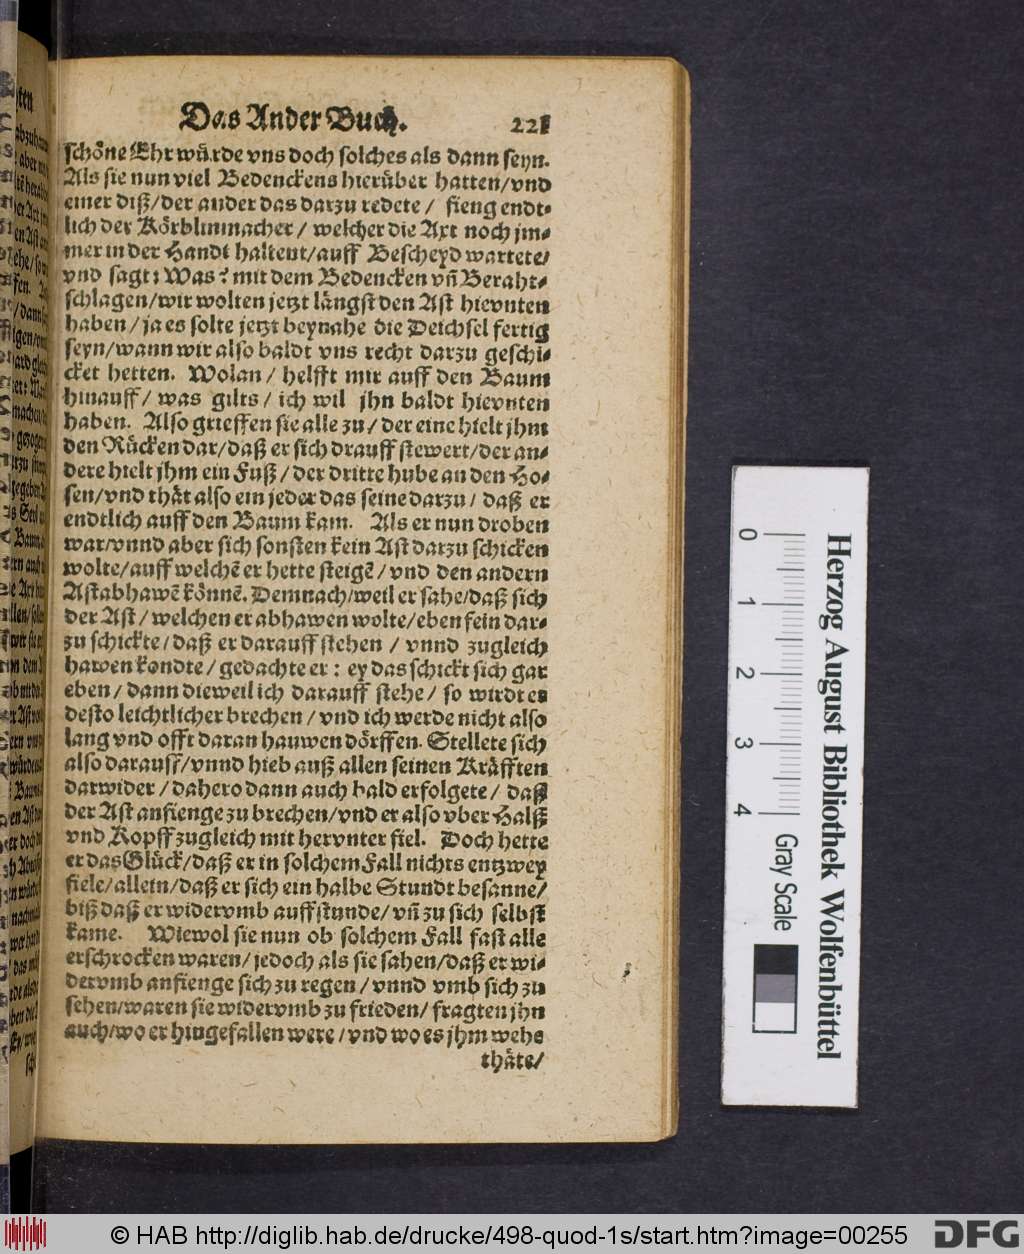 Das Ander Buch. 221
schöne Ehr wůrde vns doch solches als dann seyn.
Als sie nun viel Bedenckens hierůber hatten/vnd
einer diß/der ander das darzu redete / fieng endt-
lich der Körblinmacher / welcher die Axt noch jm-
mer in der Handt haltent/auff Bescheyd wartete/
vnd sagt: Was? mit dem Bedencken vñ Beraht-
schlagen/wir wolten jetzt långst den Ast hievnten
haben / ja es solte jetzt beynahe die Deichsel fertig
seyn/wann wir also baldt vns recht darzu geschi-
cket hetten. Wolan / helfft mir auff den Baum
hinauff / was gilts / ich wil jhn baldt hievnten
haben. Also grieffen sie alle zu / der eine hielt jhm
den Růcken dar/daß er sich drauff stewert/der an-
dere hielt jhm ein Fuß / der dritte hube an den Ho-
sen/vnd thåt also ein jeder das seine darzu / daß er
endtlich auff den Baum kam. Als er nun droben
war/vnnd aber sich sonsten kein Ast darzu schicken
wolte/auff welchē er hette steigē / vnd den andern
Ast abhawē könnē. Demnach/weil er sahe/daß sich
der Ast / welchen er abhawen wolte/eben fein dar-
zu schickte / daß er darauff stehen / vnnd zugleich
hawen kondte / gedachte er : ey das schickt sich gar
eben / dann dieweil ich darauff stehe / so wirdt es
desto leichtlicher brechen / vnd ich werde nicht also
lang vnd offt daran hauwen dörffen. Stellete sich
also darauff/vnnd hieb auß allen seinen Kråfften
darwider / dahero dann auch bald erfolgete / daß
der Ast anfienge zu brechen/vnd er also vber Halß
vnd Kopff zugleich mit hervnter fiel. Doch hette
er das Glůck/daß er in solchem Fall nichts entzwey
fiele/allein/daß er sich ein halbe Stundt besanne/
biß daß er widervmb auff stunde/vñ zu sich selbst
kame. Wiewol sie nun ob solchem Fall fast alle
erschrocken waren/jedoch als sie sahen/daß er wi-
dervmb anfienge sich zu regen / vnnd vmb sich zu
sehen/waren sie widervmb zu frieden / fragten jhn
auch/wo er hingefallen were / vnd wo es jhm wehe
thåte/
0 1 2 3 4
Gray Scale
Herzog August Bibliothek Wolfenbüttel
© HAB http://diglib.hab.de/drucke/498-quod-1s/start.htm?image=00255
DFG